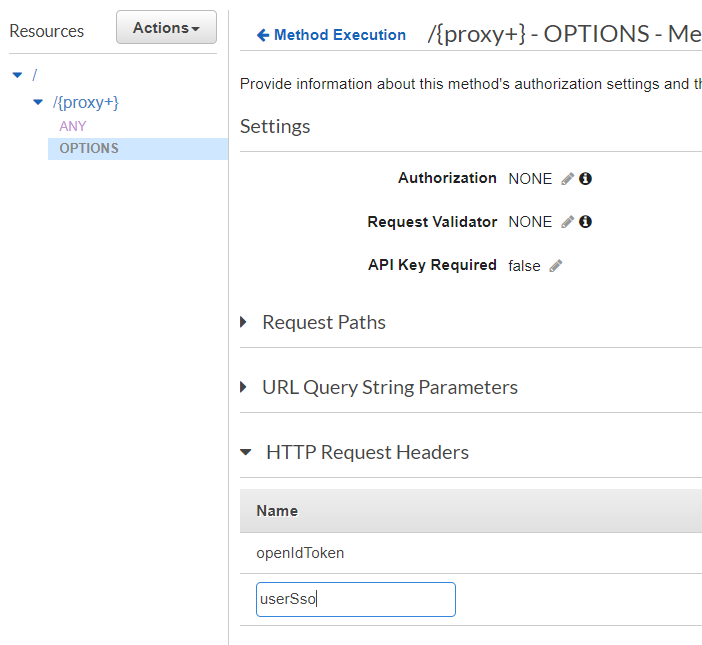 Resources
Actions
Method Execution
/{proxy+} - OPTIONS - Me
/
/{proxy+}
ANY
OPTIONS
Provide information about this method's authorization settings and th
Settings
Authorization NONE
Request Validator NONE
API Key Required false
Request Paths
URL Query String Parameters
HTTP Request Headers
Name
openIdToken
userSso